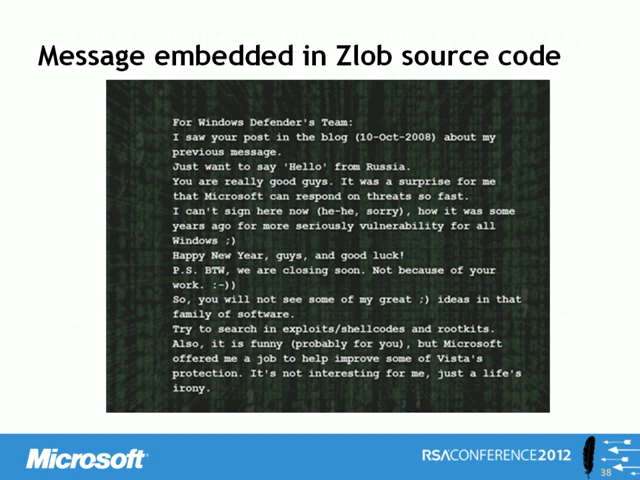 Message embedded in Zlob source code
For Windows Defender's Team:
I saw your post in the blog (10-Oct-2008) about my
previous message.
Just want to say 'Hello' from Russia.
You are really good guys. It was a surprise for me
that Microsoft can respond on threats so fast.
I can't sign here now (he-he, sorry), how it was some
years ago for more seriously vulnerability for all
Windows ;)
Happy New Year, guys, and good luck!
P.S. BTW, we are closing soon. Not because of your
work. :-))
So, you will not see some of my great ;) ideas in that
family of software.
Try to search in exploits/shellcodes and rootkits.
Also, it is funny (probably for you), but Microsoft
offered me a job to help improve some of Vista's
protection. It's not interesting for me, just a life's
irony.
Microsoft
RSACONFERENCE2012
38